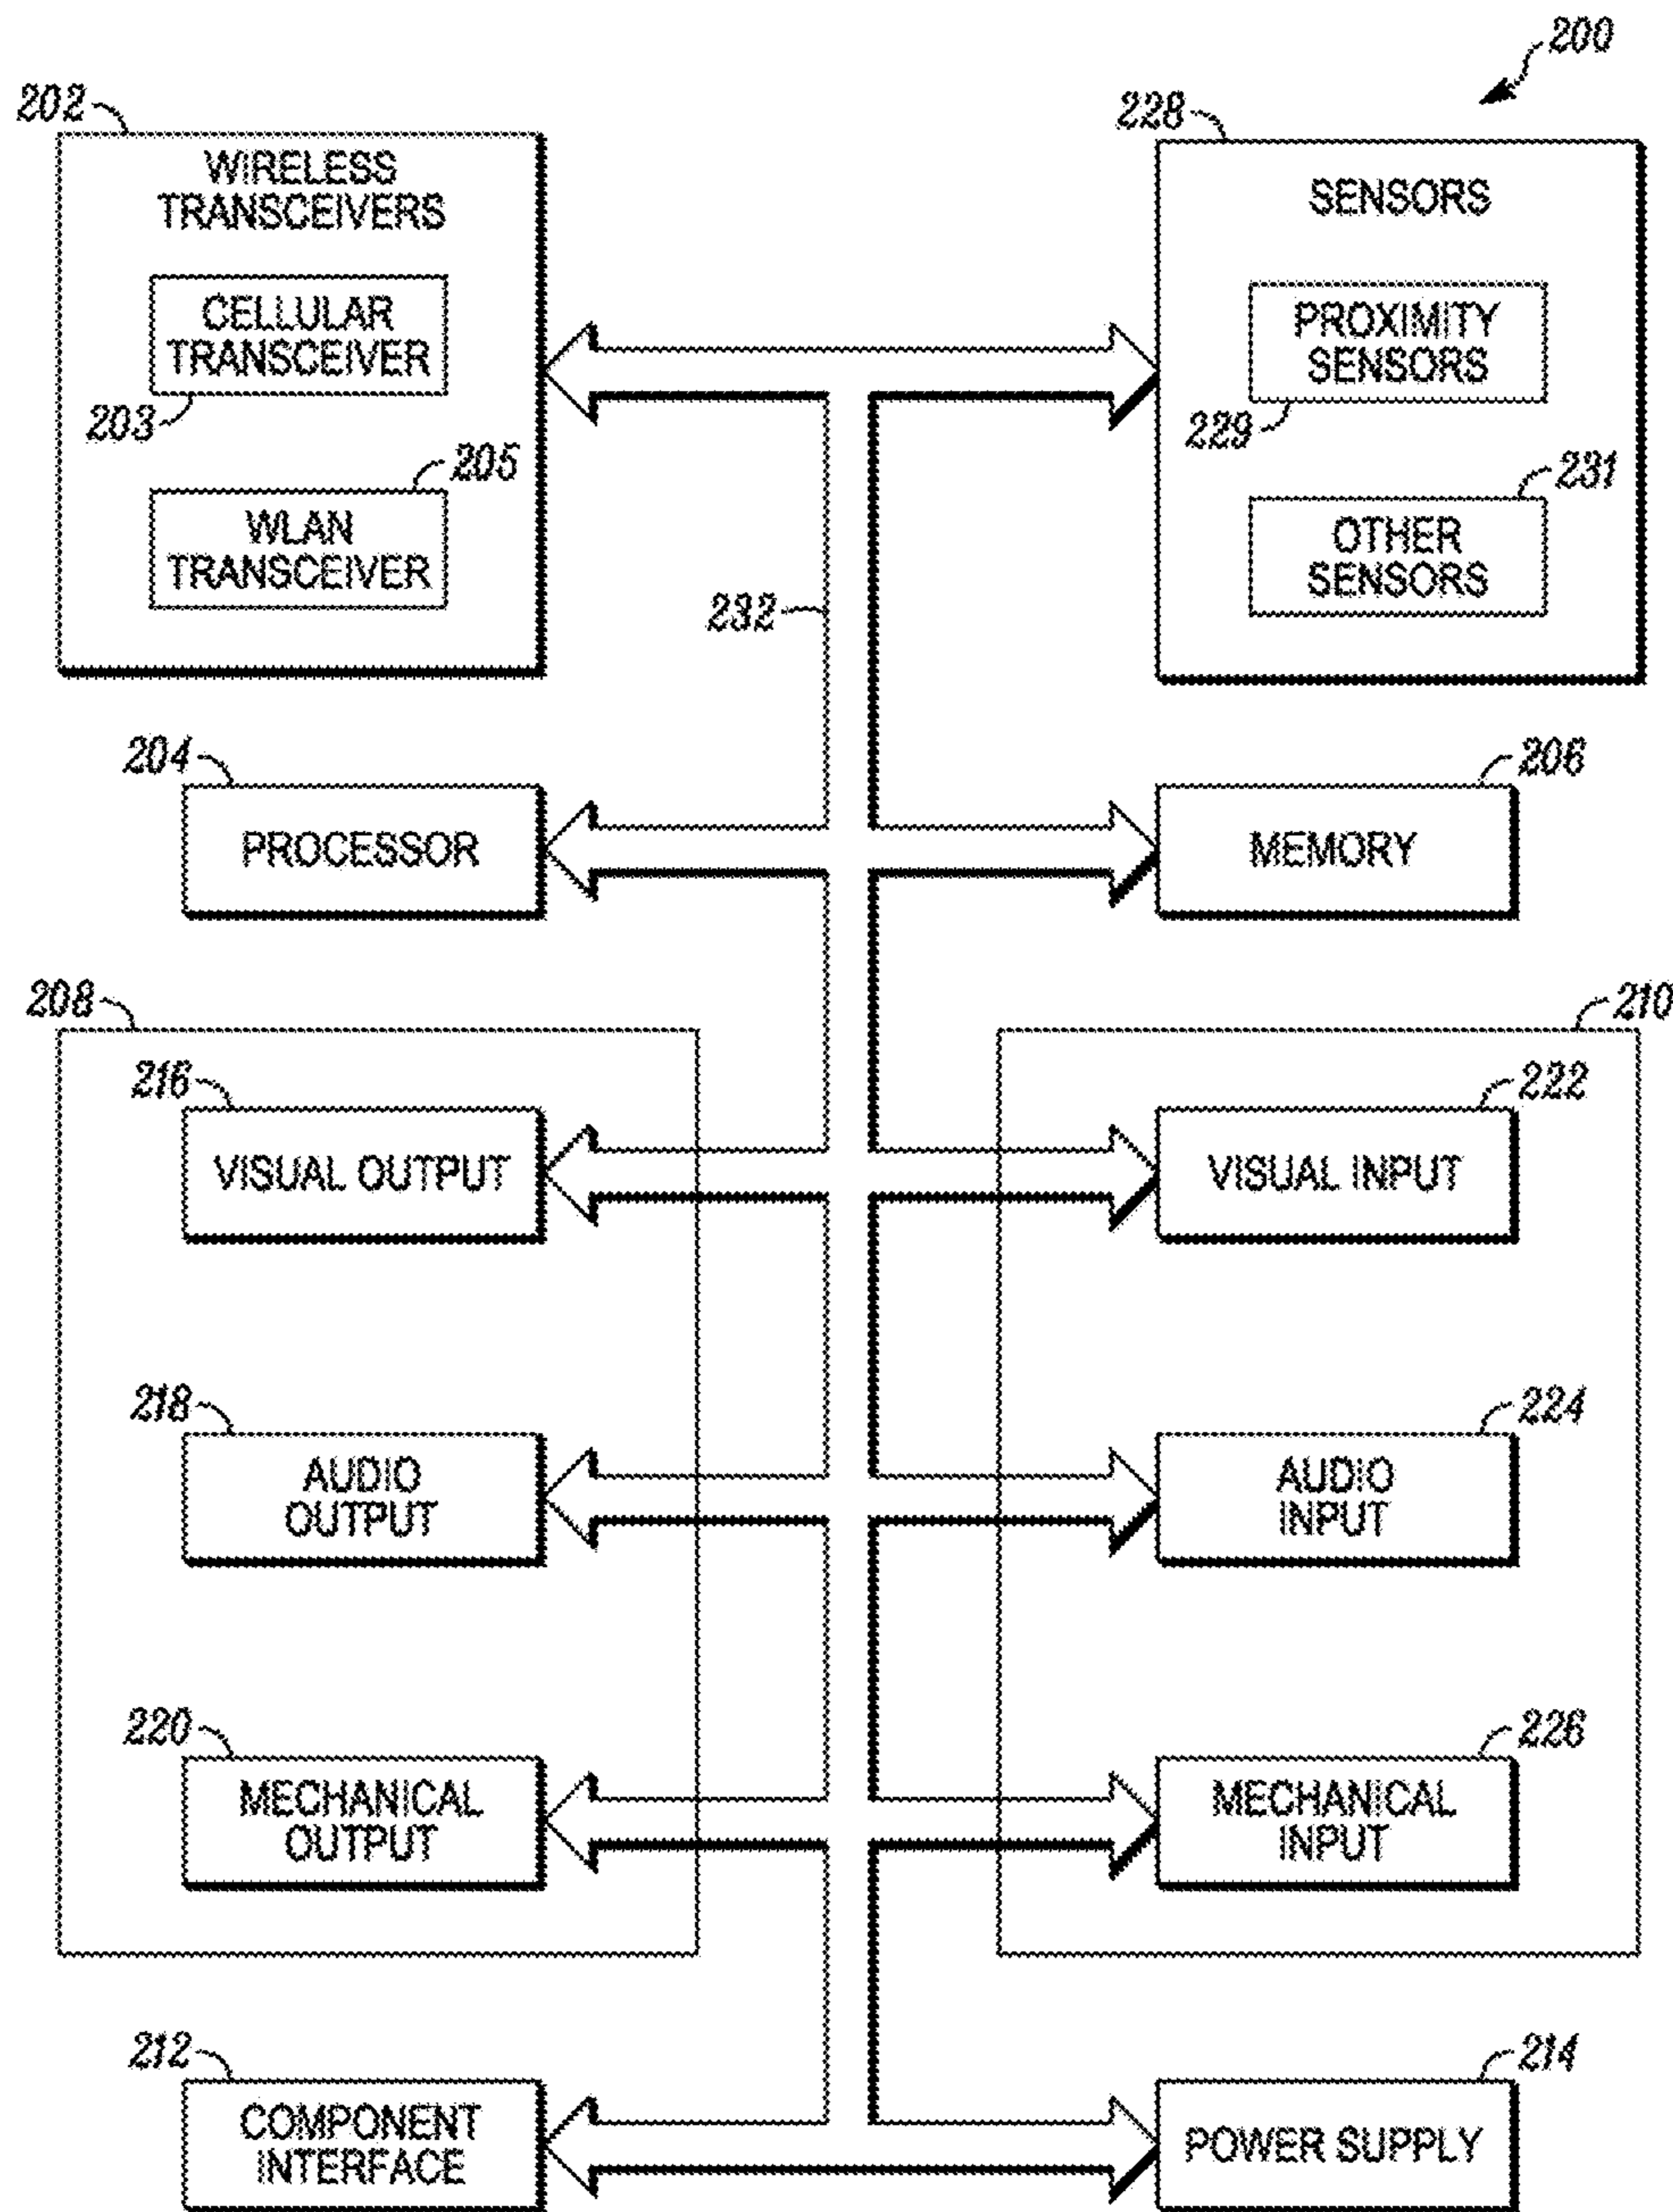 200
202
228
WIRELESS
TRANSCEIVERS
SENSORS
CELLULAR
TRANSCEIVER
PROXIMITY
SENSORS
203
229
205
231
WLAN
TRANSCEIVER
OTHER
SENSORS
232
204
206
PROCESSOR
MEMORY
208
210
216
222
VISUAL OUTPUT
VISUAL INPUT
218
224
AUDIO
OUTPUT
AUDIO
INPUT
220
226
MECHANICAL
OUTPUT
MECHANICAL
INPUT
212
214
COMPONENT
INTERFACE
POWER SUPPLY